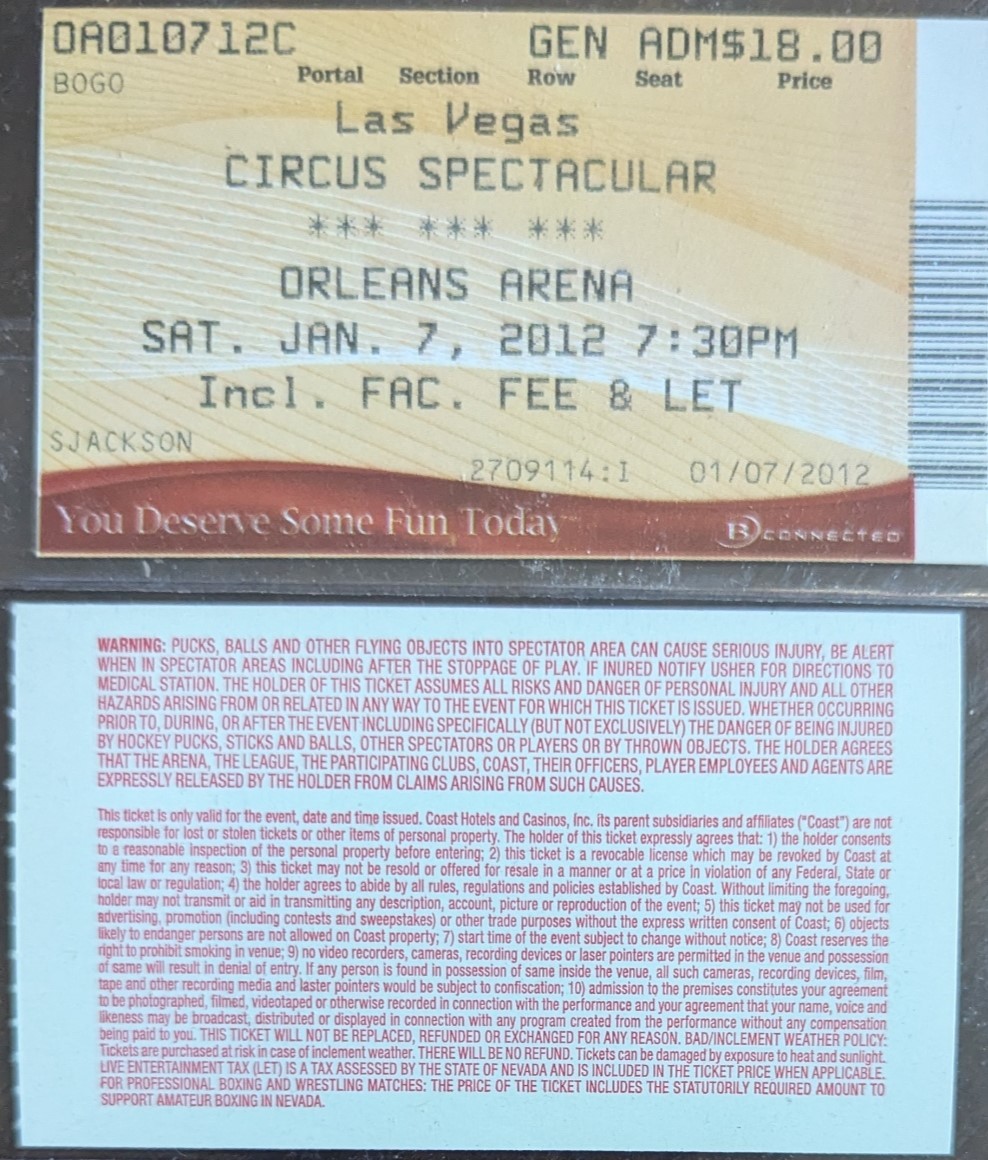 OA010712C GEN ADM$18.00
BOGO Portal Section Row Seat Price
Las Vegas
CIRCUS SPECTACULAR
*** *** ***
ORLEANS ARENA
SAT. JAN. 7, 2012 7:30PM
Incl. FAC. FEE & LET
SJACKSON
2709114:I 01/07/2012
You Deserve Some Fun Today B CONNECTED
WARNING: PUCKS, BALLS AND OTHER FLYING OBJECTS INTO SPECTATOR AREA CAN CAUSE SERIOUS INJURY, BE ALERT
WHEN IN SPECTATOR AREAS INCLUDING AFTER THE STOPPAGE OF PLAY. IF INURED NOTIFY USHER FOR DIRECTIONS TO
MEDICAL STATION. THE HOLDER OF THIS TICKET ASSUMES ALL RISKS AND DANGER OF PERSONAL INJURY AND ALL OTHER
HAZARDS ARISING FROM OR RELATED IN ANY WAY TO THE EVENT FOR WHICH THIS TICKET IS ISSUED. WHETHER OCCURRING
PRIOR TO, DURING, OR AFTER THE EVENT INCLUDING SPECIFICALLY (BUT NOT EXCLUSIVELY) THE DANGER OF BEING INJURED
BY HOCKEY PUCKS, STICKS AND BALLS, OTHER SPECTATORS OR PLAYERS OR BY THROWN OBJECTS. THE HOLDER AGREES
THAT THE ARENA, THE LEAGUE, THE PARTICIPATING CLUBS, COAST, THEIR OFFICERS, PLAYER EMPLOYEES AND AGENTS ARE
EXPRESSLY RELEASED BY THE HOLDER FROM CLAIMS ARISING FROM SUCH CAUSES.
This ticket is only valid for the event, date and time issued. Coast Hotels and Casinos, Inc. its parent subsidiaries and affiliates ("Coast") are not
responsible for lost or stolen tickets or other items of personal property. The holder of this ticket expressly agrees that: 1) the holder consents
to a reasonable inspection of the personal property before entering; 2) this ticket is a revocable license which may be revoked by Coast at
any time for any reason; 3) this ticket may not be resold or offered for resale in a manner or at a price in violation of any Federal, State or
local law or regulation; 4) the holder agrees to abide by all rules, regulations and policies established by Coast. Without limiting the foregoing,
holder may not transmit or aid in transmitting any description, account, picture or reproduction of the event; 5) this ticket may not be used for
advertising, promotion (including contests and sweepstakes) or other trade purposes without the express written consent of Coast; 6) objects
likely to endanger persons are not allowed on Coast property; 7) start time of the event subject to change without notice; 8) Coast reserves the
right to prohibit smoking in venue; 9) no video recorders, cameras, recording devices or laser pointers are permitted in the venue and possession
of same will result in denial of entry. If any person is found in possession of same inside the venue, all such cameras, recording devices, film,
tape and other recording media and laster pointers would be subject to confiscation; 10) admission to the premises constitutes your agreement
to be photographed, filmed, videotaped or otherwise recorded in connection with the performance and your agreement that your name, voice and
likeness may be broadcast, distributed or displayed in connection with any program created from the performance without any compensation
being paid to you. THIS TICKET WILL NOT BE REPLACED, REFUNDED OR EXCHANGED FOR ANY REASON. BAD/INCLEMENT WEATHER POLICY:
Tickets are purchased at risk in case of inclement weather. THERE WILL BE NO REFUND. Tickets can be damaged by exposure to heat and sunlight.
LIVE ENTERTAINMENT TAX (LET) IS A TAX ASSESSED BY THE STATE OF NEVADA AND IS INCLUDED IN THE TICKET PRICE WHEN APPLICABLE.
FOR PROFESSIONAL BOXING AND WRESTLING MATCHES: THE PRICE OF THE TICKET INCLUDES THE STATUTORILY REQUIRED AMOUNT TO
SUPPORT AMATEUR BOXING IN NEVADA.